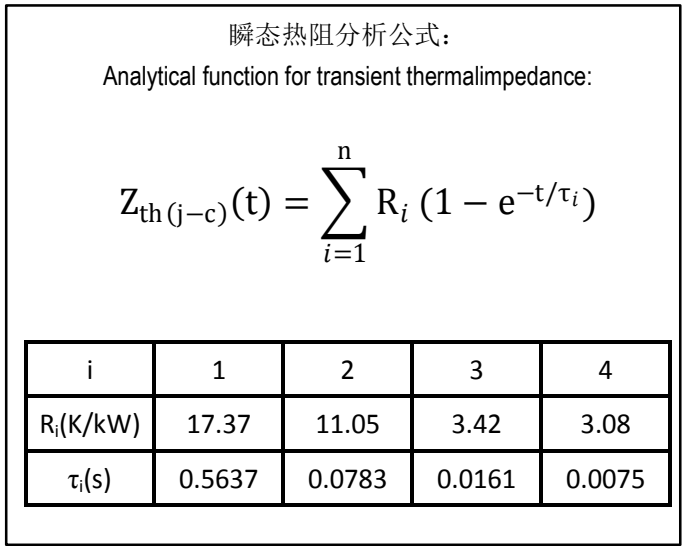 瞬态热阻分析公式：
Analytical function for transient thermalimpedance:
Z_th(j−c)(t) = ∑_{i=1}^{n} R_i (1 − e^{−t/τ_i})
i 1 2 3 4
R_i(K/kW) 17.37 11.05 3.42 3.08
τ_i(s) 0.5637 0.0783 0.0161 0.0075